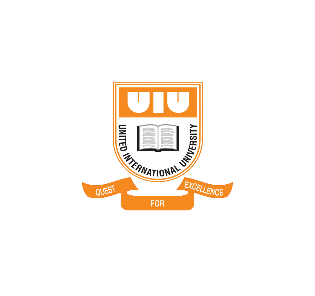 UIU
UNITED INTERNATIONAL UNIVERSITY
QUEST
FOR
EXCELLENCE